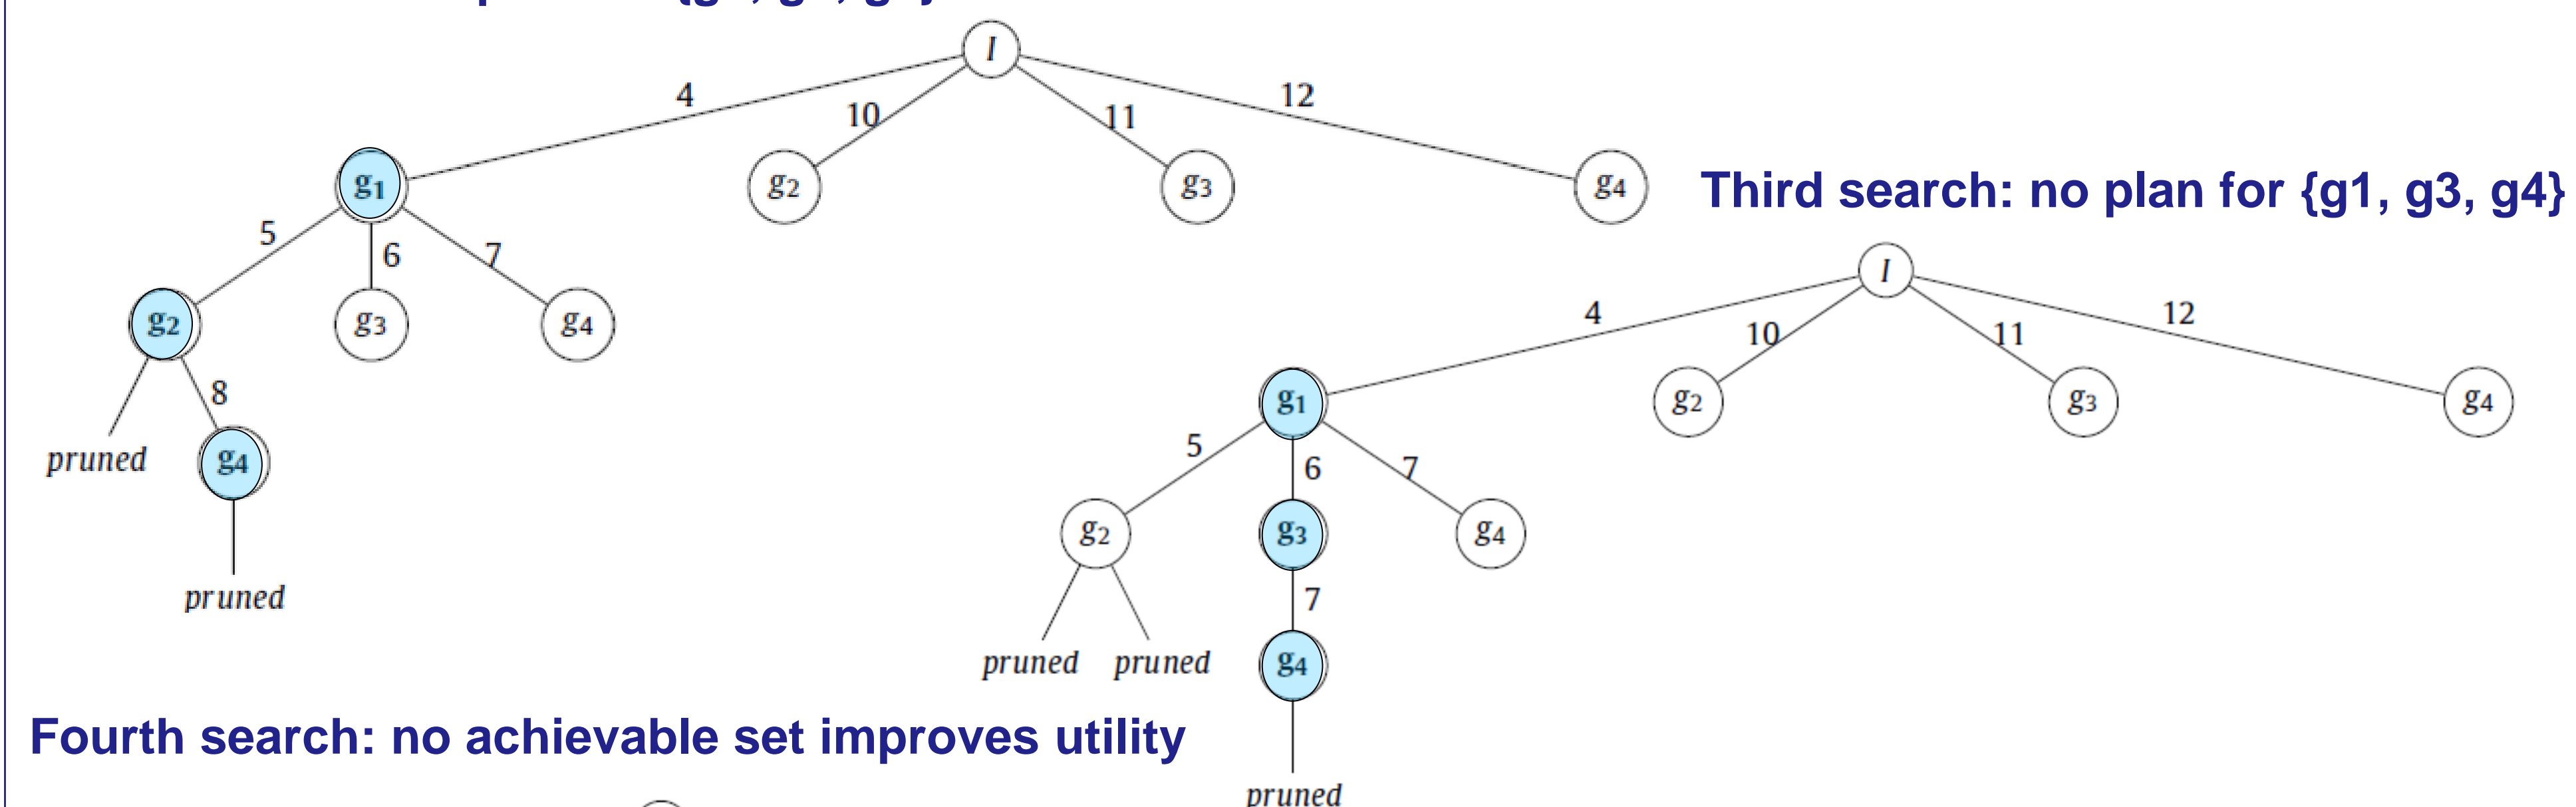 I
4
10
11
12
g1
g2
g3
g4
Third search: no plan for {g1, g3, g4}
5
6
7
g2
g3
g4
8
pruned
g4
pruned
I
4
10
11
12
g1
g2
g3
g4
5
6
7
g2
g3
g4
7
pruned
pruned
g4
Fourth search: no achievable set improves utility
pruned